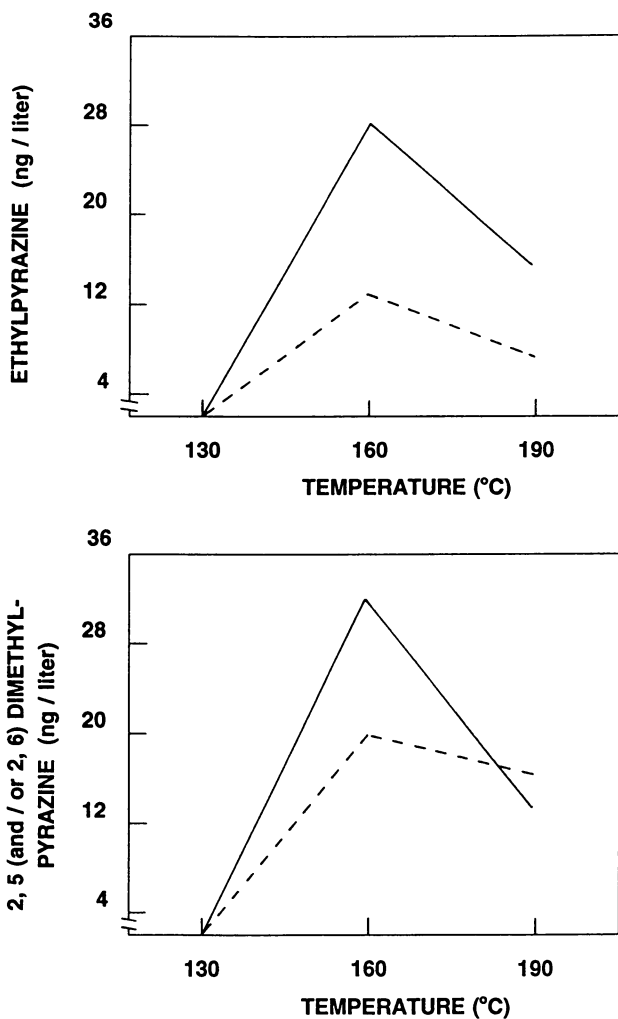 36
28
20
12
4
ETHYLPYRAZINE (ng / liter)
130 160 190
TEMPERATURE (°C)
36
28
20
12
4
2, 5 (and / or 2, 6) DIMETHYL-
PYRAZINE (ng / liter)
130 160 190
TEMPERATURE (°C)